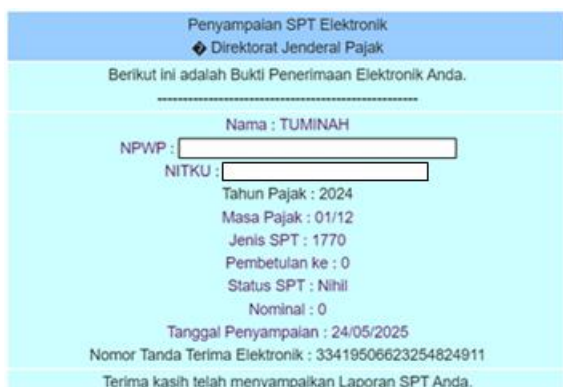 Penyampaian SPT Elektronik
� Direktorat Jenderal Pajak
Berikut ini adalah Bukti Penerimaan Elektronik Anda.
--------------------------------------------------
Nama : TUMINAH
NPWP :
NITKU :
Tahun Pajak : 2024
Masa Pajak : 01/12
Jenis SPT : 1770
Pembetulan ke : 0
Status SPT : Nihil
Nominal : 0
Tanggal Penyampaian : 24/05/2025
Nomor Tanda Terima Elektronik : 33419506623254824911
Terima kasih telah menyampaikan Laporan SPT Anda.